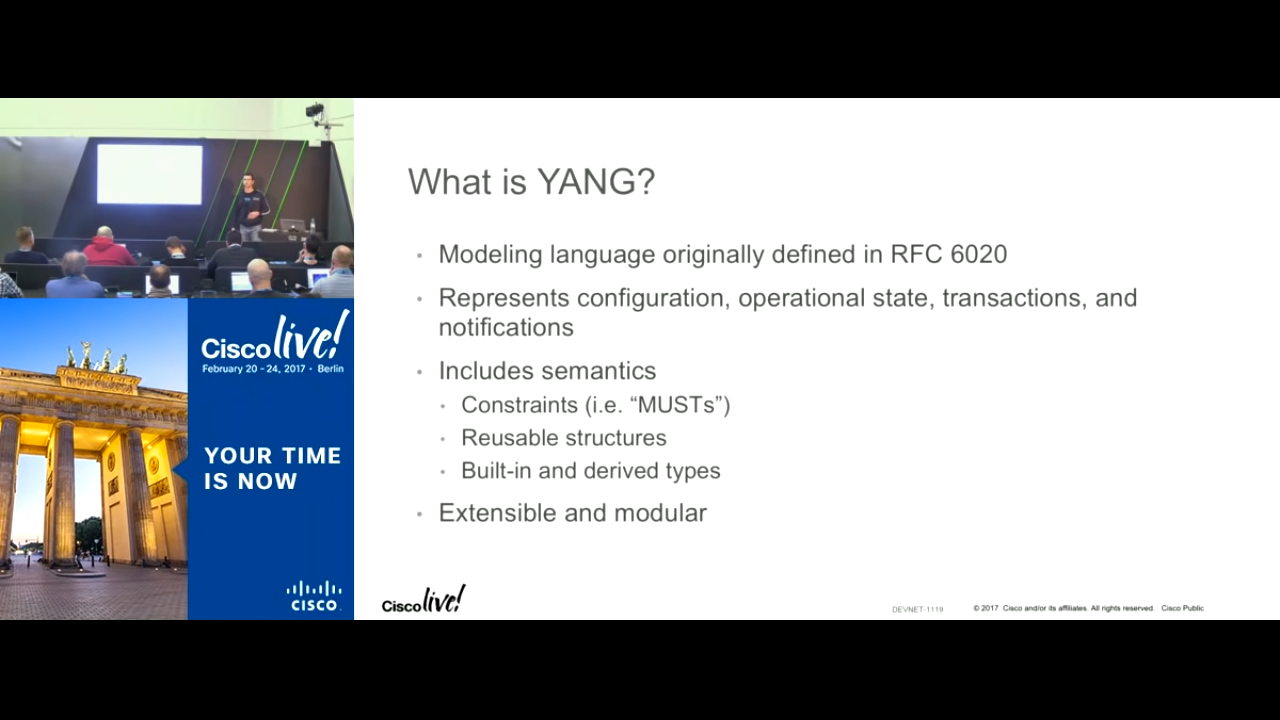 What is YANG?
Modeling language originally defined in RFC 6020
Represents configuration, operational state, transactions, and
notifications
Includes semantics
Constraints (i.e. “MUSTs”)
Reusable structures
Built-in and derived types
Extensible and modular
Cisco live!
February 20 - 24, 2017 • Berlin
YOUR TIME
IS NOW
CISCO.
Cisco live!
DEVNET-1119
© 2017 Cisco and/or its affiliates. All rights reserved. Cisco Public